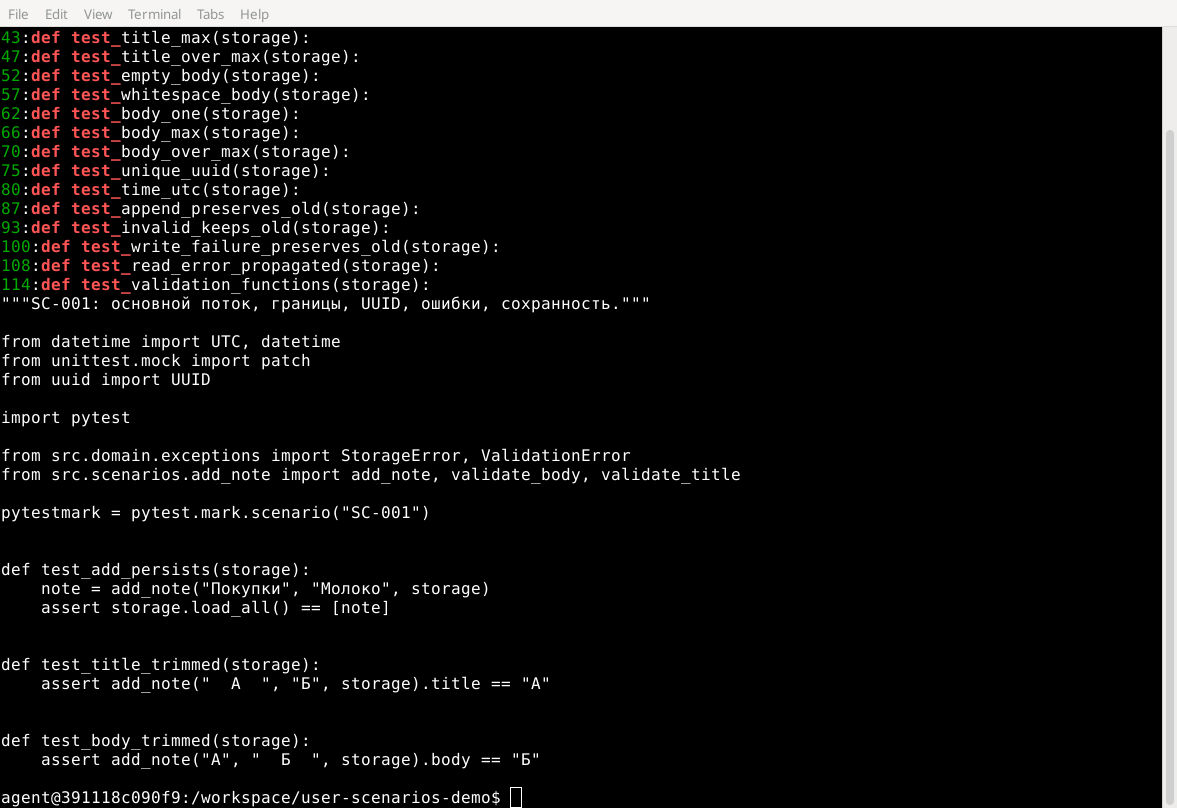 File Edit View Terminal Tabs Help
43:def test_title_max(storage):
47:def test_title_over_max(storage):
52:def test_empty_body(storage):
57:def test_whitespace_body(storage):
62:def test_body_one(storage):
66:def test_body_max(storage):
70:def test_body_over_max(storage):
75:def test_unique_uuid(storage):
80:def test_time_utc(storage):
87:def test_append_preserves_old(storage):
93:def test_invalid_keeps_old(storage):
100:def test_write_failure_preserves_old(storage):
108:def test_read_error_propagated(storage):
114:def test_validation_functions(storage):
"""SC-001: основной поток, границы, UUID, ошибки, сохранность."""
from datetime import UTC, datetime
from unittest.mock import patch
from uuid import UUID
import pytest
from src.domain.exceptions import StorageError, ValidationError
from src.scenarios.add_note import add_note, validate_body, validate_title
pytestmark = pytest.mark.scenario("SC-001")
def test_add_persists(storage):
    note = add_note("Покупки", "Молоко", storage)
    assert storage.load_all() == [note]
def test_title_trimmed(storage):
    assert add_note("  А  ", "Б", storage).title == "А"
def test_body_trimmed(storage):
    assert add_note("А", "  Б  ", storage).body == "Б"
agent@391118c090f9:/workspace/user-scenarios-demo$